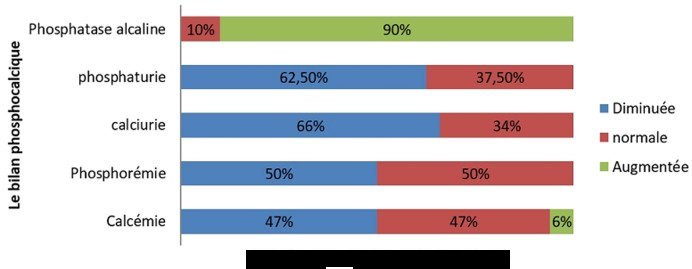 Le bilan phosphocalcique
Phosphatase alcaline
10% 90%
phosphaturie
62,50% 37,50%
calciurie
66% 34%
Phosphorémie
50% 50%
Calcémie
47% 47% 6%
Diminuée
normale
Augmentée